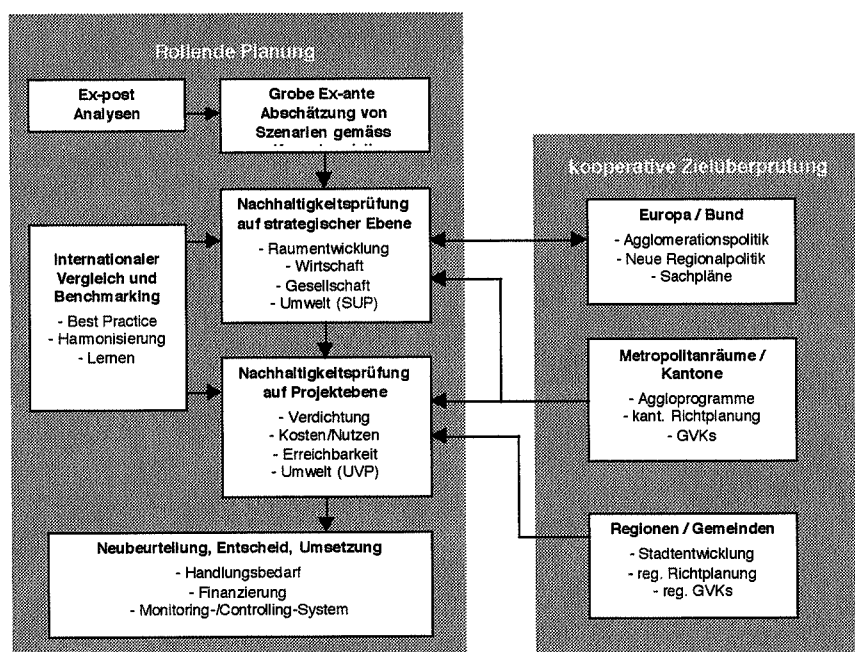 Rollende Planung
Ex-post
Analysen
Grobe Ex-ante
Abschätzung von
Szenarien gemäss
Nachhaltigkeitsprüfung
auf strategischer Ebene
- Raumentwicklung
- Wirtschaft
- Gesellschaft
- Umwelt (SUP)
Internationaler
Vergleich und
Benchmarking
- Best Practice
- Harmonisierung
- Lernen
Nachhaltigkeitsprüfung
auf Projektebene
- Verdichtung
- Kosten/Nutzen
- Erreichbarkeit
- Umwelt (UVP)
Neubeurteilung, Entscheid, Umsetzung
- Handlungsbedarf
- Finanzierung
- Monitoring-/Controlling-System
kooperative Zielüberprüfung
Europa / Bund
- Agglomerationspolitik
- Neue Regionalpolitik
- Sachpläne
Metropolitanräume /
Kantone
- Aggloprogramme
- kant. Richtplanung
- GVKs
Regionen / Gemeinden
- Stadtentwicklung
- reg. Richtplanung
- reg. GVKs